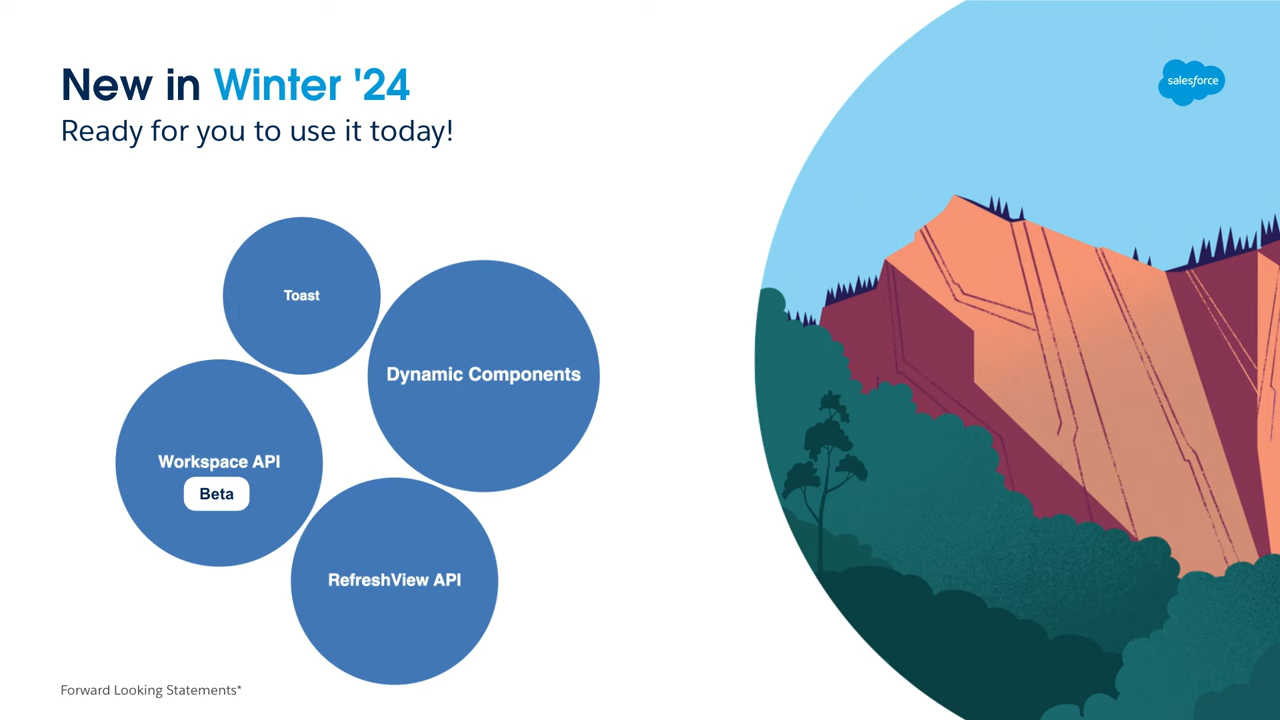 New in Winter '24
Ready for you to use it today!
salesforce
Toast
Dynamic Components
Workspace API
Beta
RefreshView API
Forward Looking Statements*